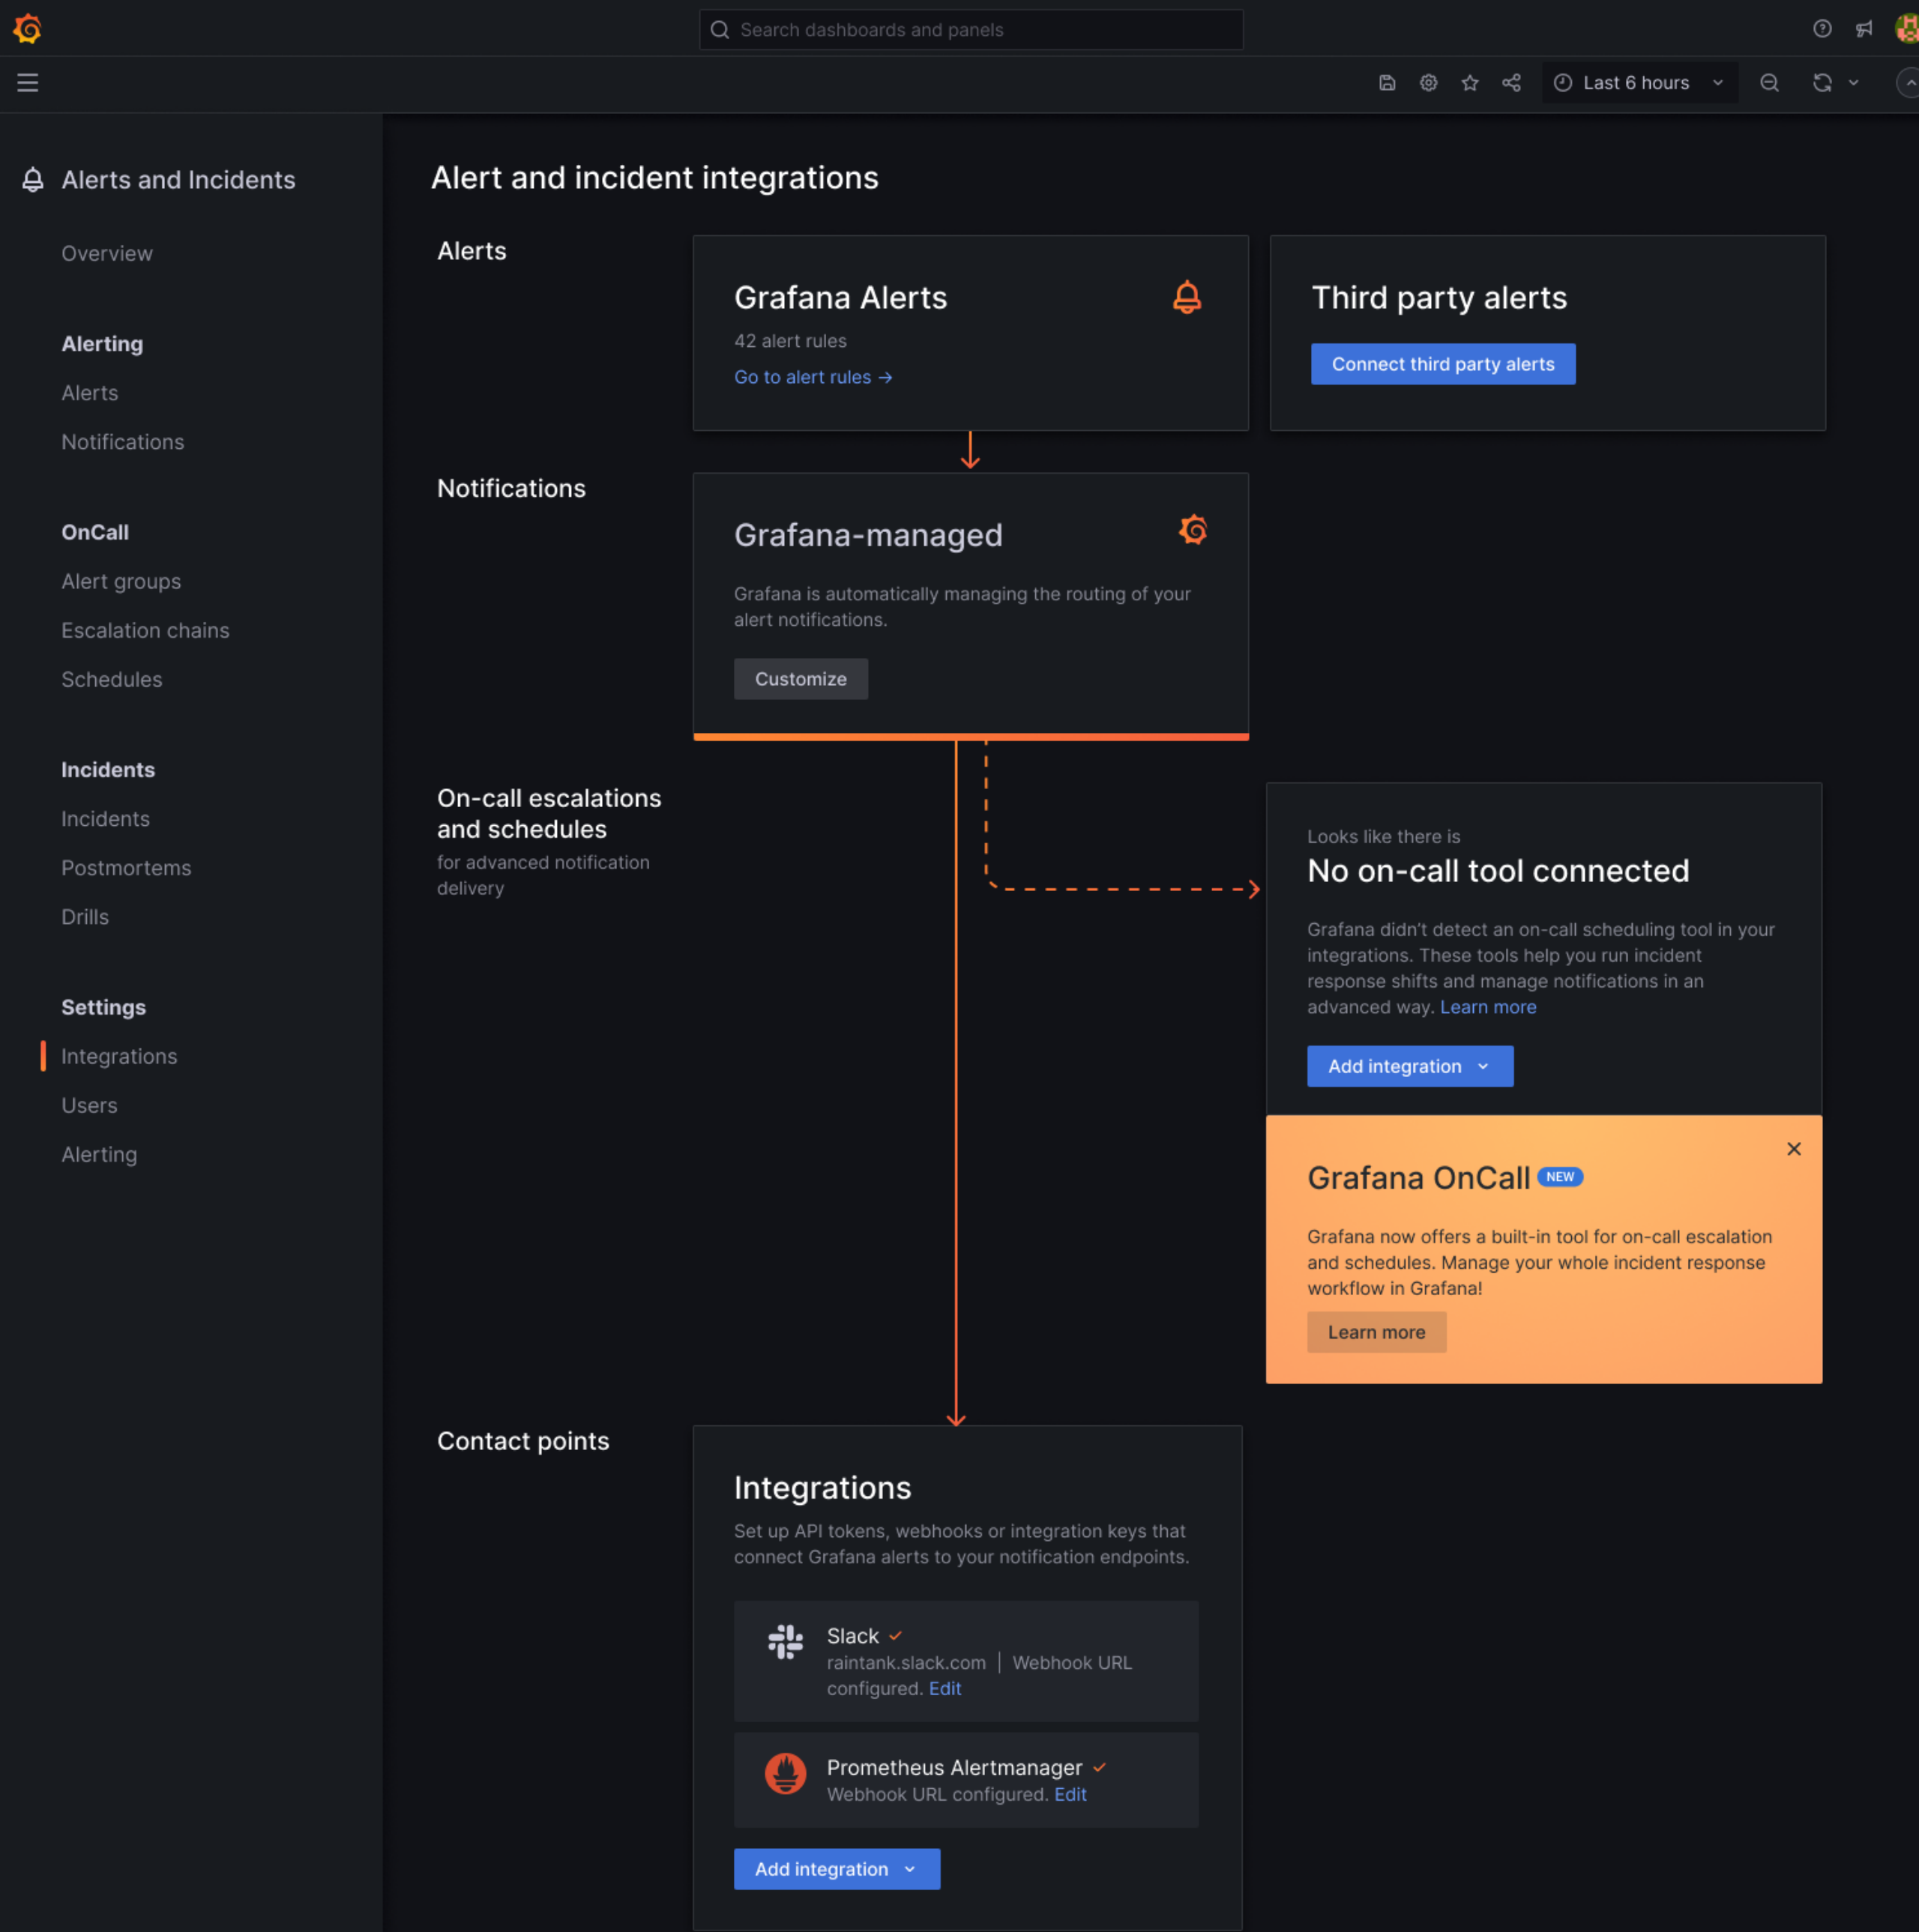 Search dashboards and panels
Last 6 hours
Alerts and Incidents
Overview
Alerting
Alerts
Notifications
OnCall
Alert groups
Escalation chains
Schedules
Incidents
Incidents
Postmortems
Drills
Settings
Integrations
Users
Alerting
Alert and incident integrations
Alerts
Grafana Alerts
42 alert rules
Go to alert rules →
Third party alerts
Connect third party alerts
Notifications
Grafana-managed
Grafana is automatically managing the routing of your
alert notifications.
Customize
On-call escalations
and schedules
for advanced notification
delivery
Looks like there is
No on-call tool connected
Grafana didn't detect an on-call scheduling tool in your
integrations. These tools help you run incident
response shifts and manage notifications in an
advanced way. Learn more
Add integration
Grafana OnCall NEW
Grafana now offers a built-in tool for on-call escalation
and schedules. Manage your whole incident response
workflow in Grafana!
Learn more
Contact points
Integrations
Set up API tokens, webhooks or integration keys that
connect Grafana alerts to your notification endpoints.
Slack
raintank.slack.com | Webhook URL
configured. Edit
Prometheus Alertmanager
Webhook URL configured. Edit
Add integration